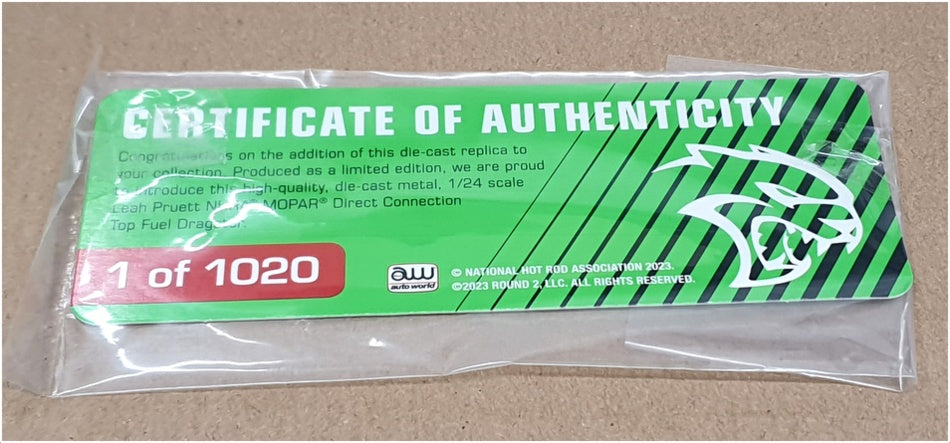 CERTIFICATE OF AUTHENTICITY
Congratulations on the addition of this die-cast replica to
your collection. Produced as a limited edition, we are proud
to introduce this high-quality, die-cast metal, 1/24 scale
Leah Pruett NHRA® MOPAR® Direct Connection
Top Fuel Dragster.
1 of 1020
aw
auto world
© NATIONAL HOT ROD ASSOCIATION 2023.
©2023 ROUND 2, LLC. ALL RIGHTS RESERVED.